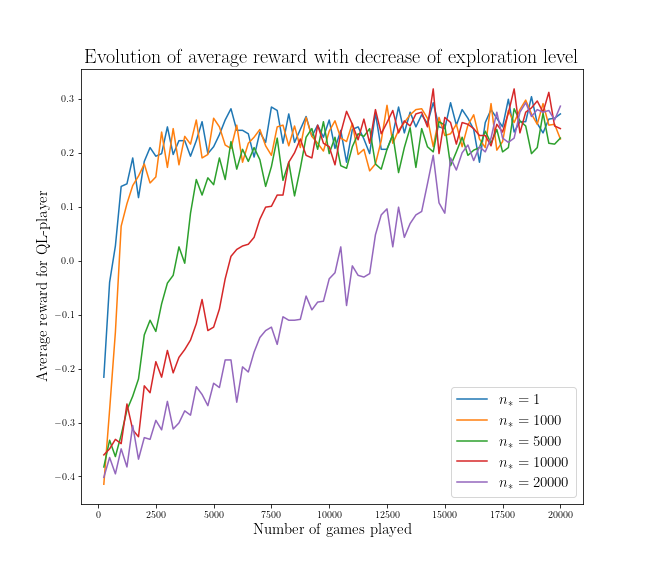 Evolution of average reward with decrease of exploration level
Average reward for QL-player
0.3
0.2
0.1
0.0
−0.1
−0.2
−0.3
−0.4
n* = 1
n* = 1000
n* = 5000
n* = 10000
n* = 20000
0 2500 5000 7500 10000 12500 15000 17500 20000
Number of games played